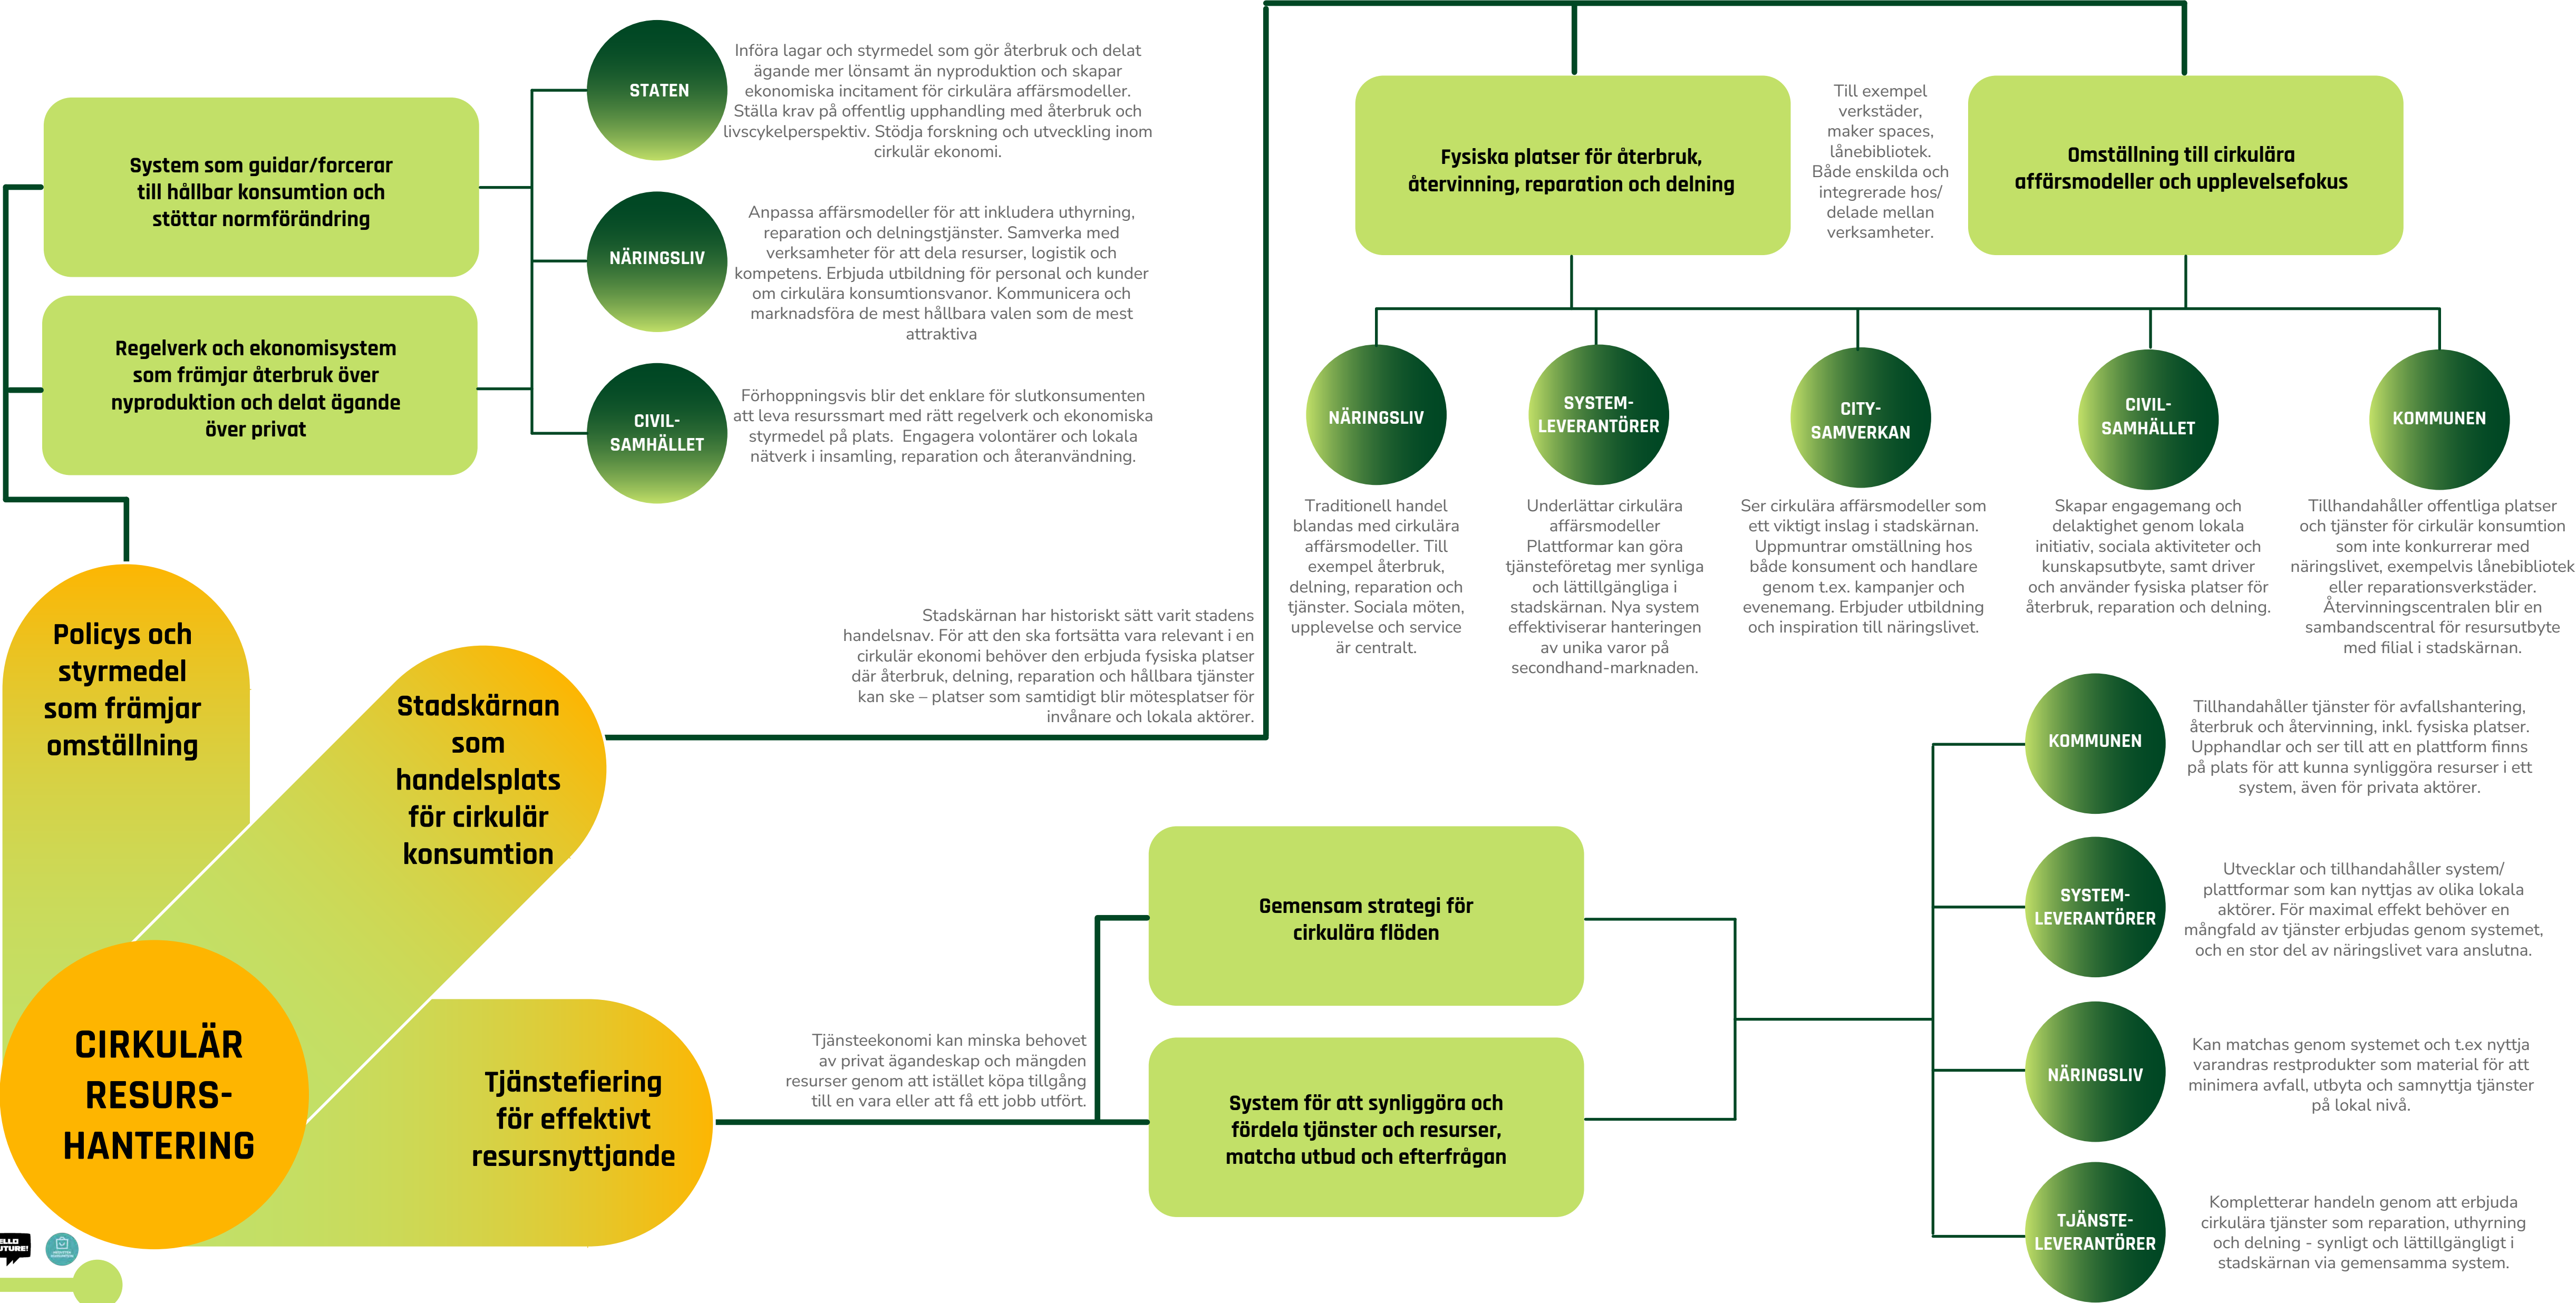 System som guidar/forcerar
till hållbar konsumtion och
stöttar normförändring
Regelverk och ekonomisystem
som främjar återbruk över
nyproduktion och delat ägande
över privat
STATEN
Införa lagar och styrmedel som gör återbruk och delat
ägande mer lönsamt än nyproduktion och skapar
ekonomiska incitament för cirkulära affärsmodeller.
Ställa krav på offentlig upphandling med återbruk och
livscykelperspektiv. Stödja forskning och utveckling inom
cirkulär ekonomi.
NÄRINGSLIV
Anpassa affärsmodeller för att inkludera uthyrning,
reparation och delningstjänster. Samverka med
verksamheter för att dela resurser, logistik och
kompetens. Erbjuda utbildning för personal och kunder
om cirkulära konsumtionsvanor. Kommunicera och
marknadsföra de mest hållbara valen som de mest
attraktiva
CIVIL-
SAMHÄLLET
Förhoppningsvis blir det enklare för slutkonsumenten
att leva resurssmart med rätt regelverk och ekonomiska
styrmedel på plats.  Engagera volontärer och lokala
nätverk i insamling, reparation och återanvändning.
Fysiska platser för återbruk,
återvinning, reparation och delning
Till exempel
verkstäder,
maker spaces,
lånebibliotek.
Både enskilda och
integrerade hos/
delade mellan
verksamheter.
Omställning till cirkulära
affärsmodeller och upplevelsefokus
NÄRINGSLIV
Traditionell handel
blandas med cirkulära
affärsmodeller. Till
exempel återbruk,
delning, reparation och
tjänster. Sociala möten,
upplevelse och service
är centralt.
SYSTEM-
LEVERANTÖRER
Underlättar cirkulära
affärsmodeller
Plattformar kan göra
tjänsteföretag mer synliga
och lättillgängliga i
stadskärnan. Nya system
effektiviserar hanteringen
av unika varor på
secondhand-marknaden.
CITY-
SAMVERKAN
Ser cirkulära affärsmodeller som
ett viktigt inslag i stadskärnan.
Uppmuntrar omställning hos
både konsument och handlare
genom t.ex. kampanjer och
evenemang. Erbjuder utbildning
och inspiration till näringslivet.
CIVIL-
SAMHÄLLET
Skapar engagemang och
delaktighet genom lokala
initiativ, sociala aktiviteter och
kunskapsutbyte, samt driver
och använder fysiska platser för
återbruk, reparation och delning.
KOMMUNEN
Tillhandahåller offentliga platser
och tjänster för cirkulär konsumtion
som inte konkurrerar med
näringslivet, exempelvis lånebibliotek
eller reparationsverkstäder.
Återvinningscentralen blir en
sambandscentral för resursutbyte
med filial i stadskärnan.
Policys och
styrmedel
som främjar
omställning
Stadskärnan
som
handelsplats
för cirkulär
konsumtion
Stadskärnan har historiskt sätt varit stadens
handelsnav. För att den ska fortsätta vara relevant i en
cirkulär ekonomi behöver den erbjuda fysiska platser
där återbruk, delning, reparation och hållbara tjänster
kan ske – platser som samtidigt blir mötesplatser för
invånare och lokala aktörer.
CIRKULÄR
RESURS-
HANTERING
Tjänstefiering
för effektivt
resursnyttjande
Tjänsteekonomi kan minska behovet
av privat ägandeskap och mängden
resurser genom att istället köpa tillgång
till en vara eller att få ett jobb utfört.
Gemensam strategi för
cirkulära flöden
System för att synliggöra och
fördela tjänster och resurser,
matcha utbud och efterfrågan
KOMMUNEN
Tillhandahåller tjänster för avfallshantering,
återbruk och återvinning, inkl. fysiska platser.
Upphandlar och ser till att en plattform finns
på plats för att kunna synliggöra resurser i ett
system, även för privata aktörer.
SYSTEM-
LEVERANTÖRER
Utvecklar och tillhandahåller system/
plattformar som kan nyttjas av olika lokala
aktörer. För maximal effekt behöver en
mångfald av tjänster erbjudas genom systemet,
och en stor del av näringslivet vara anslutna.
NÄRINGSLIV
Kan matchas genom systemet och t.ex nyttja
varandras restprodukter som material för att
minimera avfall, utbyta och samnyttja tjänster
på lokal nivå.
TJÄNSTE-
LEVERANTÖRER
Kompletterar handeln genom att erbjuda
cirkulära tjänster som reparation, uthyrning
och delning - synligt och lättillgängligt i
stadskärnan via gemensamma system.
ELLO
UTURE!